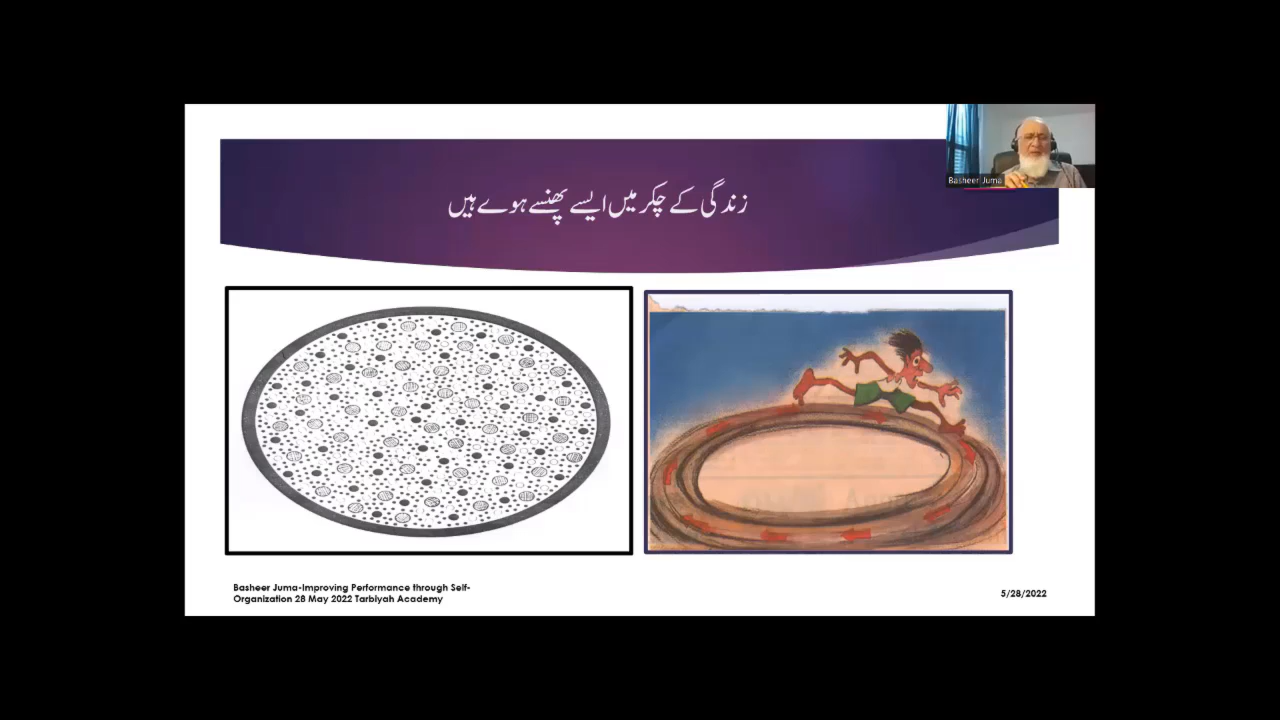 Basheer Juma
زندگی کے چکر میں ایسے پھنسے ہوے ہیں
Basheer Juma-Improving Performance through Self-
Organization 28 May 2022 Tarbiyah Academy
5/28/2022